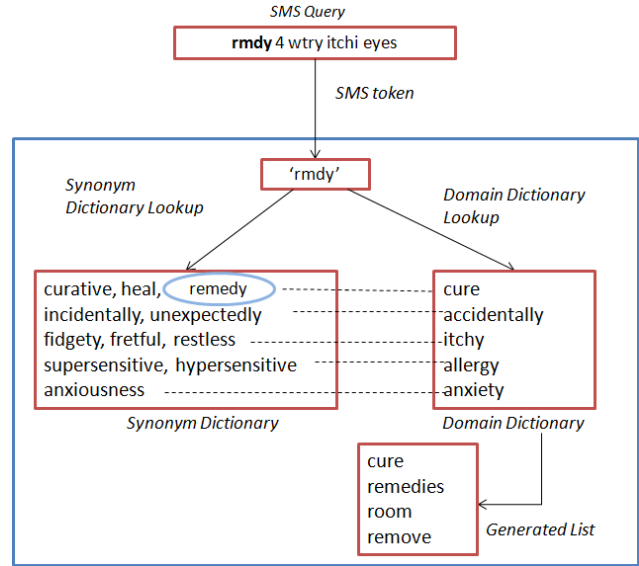 SMS Query
rmdy 4 wtry itchi eyes
SMS token
‘rmdy’
Synonym
Dictionary Lookup
Domain Dictionary
Lookup
curative, heal, remedy
incidentally, unexpectedly
fidgety, fretful, restless
supersensitive, hypersensitive
anxiousness
cure
accidentally
itchy
allergy
anxiety
Synonym Dictionary
Domain Dictionary
cure
remedies
room
remove
Generated List